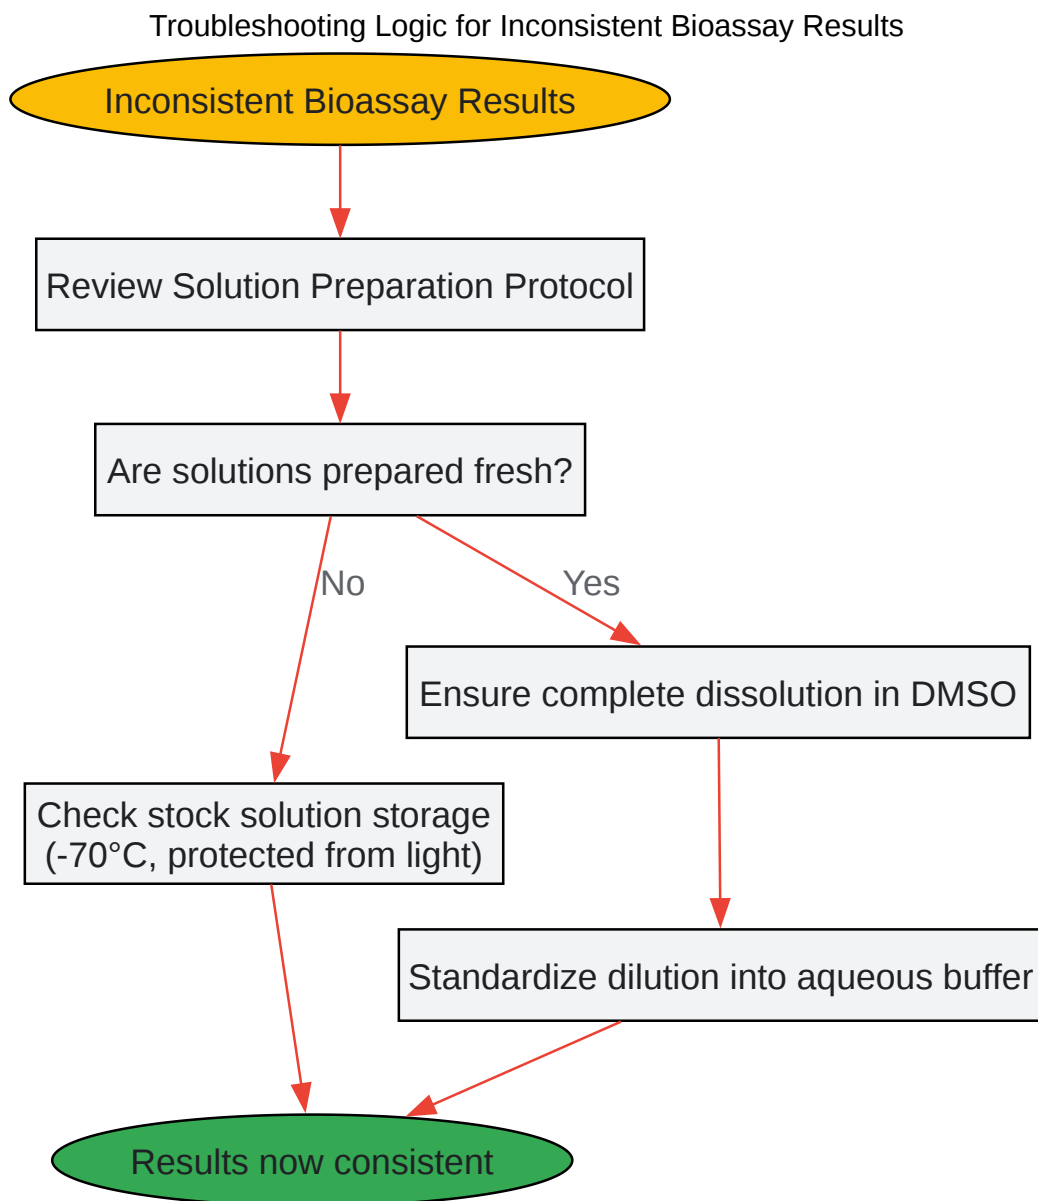 Troubleshooting Logic for Inconsistent Bioassay Results
Inconsistent Bioassay Results
Review Solution Preparation Protocol
Are solutions prepared fresh?
No
Yes
Ensure complete dissolution in DMSO
Check stock solution storage
(-70°C, protected from light)
Standardize dilution into aqueous buffer
Results now consistent